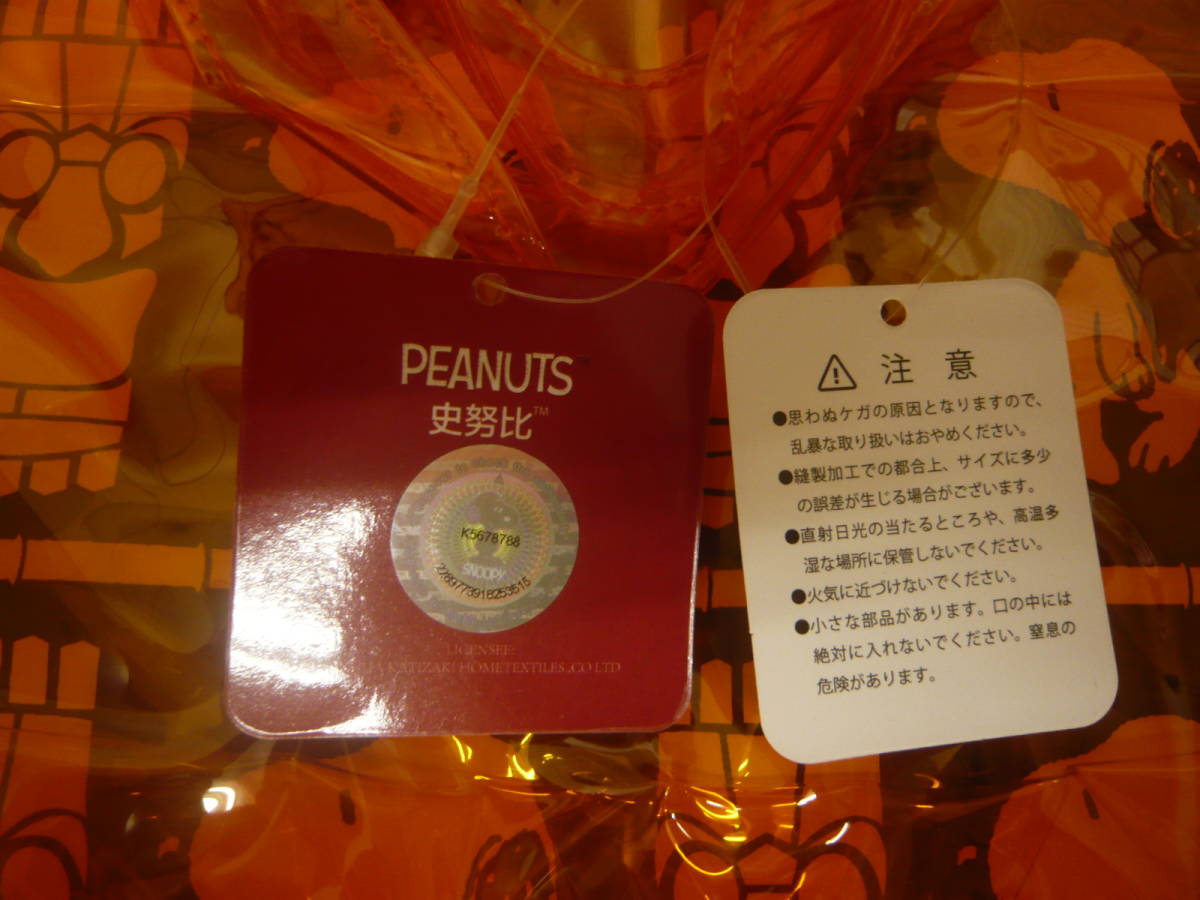 PEANUTS™
史努比™
K5678788
SNOOPY
LICENSEE:
KATIZAKI HOMETEXTILES.,CO LTD
注 意
●思わぬケガの原因となりますので、
乱暴な取り扱いはおやめください。
●縫製加工での都合上、サイズに多少
の誤差が生じる場合がございます。
●直射日光の当たるところや、高温多
湿な場所に保管しないでください。
●火気に近づけないでください。
●小さな部品があります。口の中には
絶対に入れないでください。窒息の
危険があります。